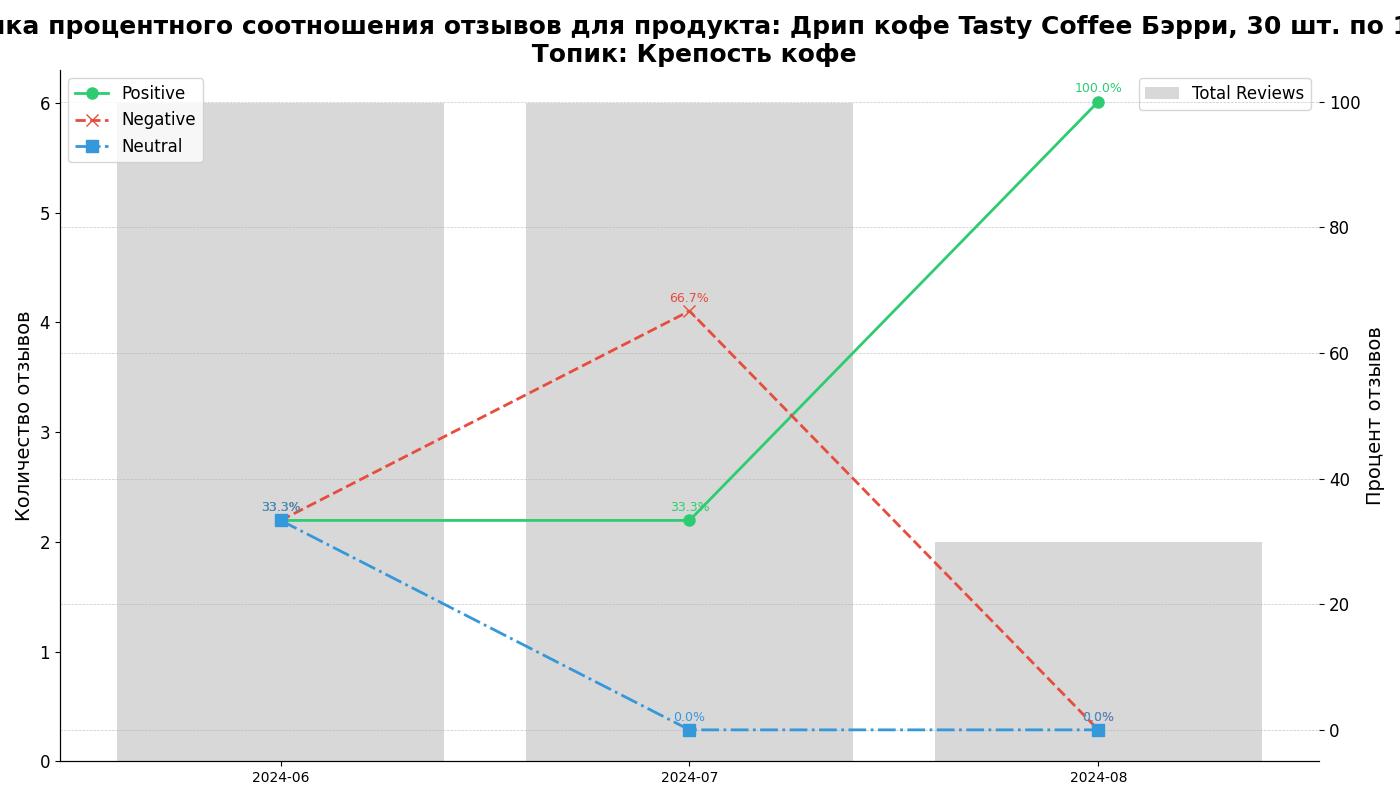 процентного соотношения отзывов для продукта: Дрип кофе Tasty Coffee Бэрри, 30 шт. по
Топик: Крепость кофе
Positive
Negative
Neutral
Total Reviews
Количество отзывов
6
5
4
3
2
1
0
Процент отзывов
100
80
60
40
20
0
33.3%
66.7%
33.3%
0.0%
100.0%
0.0%
2024-06
2024-07
2024-08